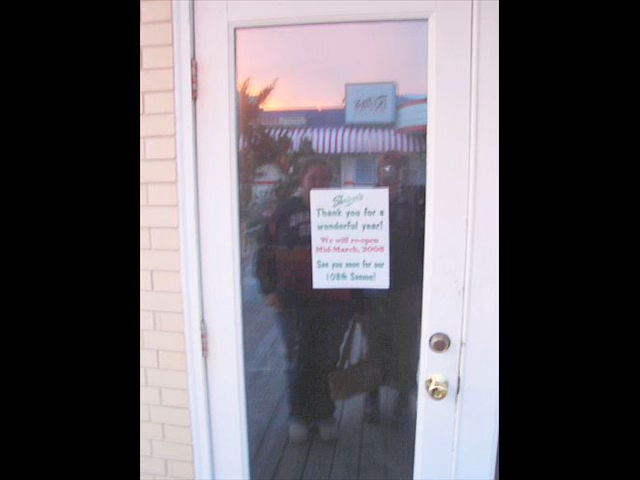 Shriver's
Thank you for a
wonderful year!
We will re-open
Mid-March, 2008
See you soon for our
108th Season!